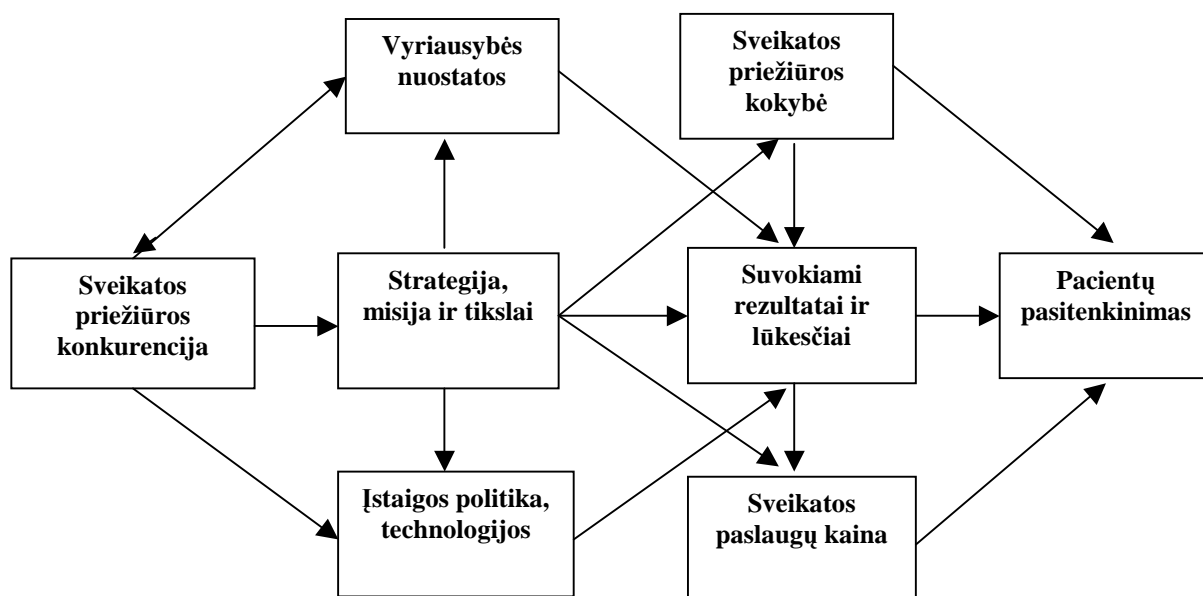 Vyriausybės
nuostatos
Sveikatos
priežiūros
kokybė
Sveikatos
priežiūros
konkurencija
Strategija,
misija ir tikslai
Suvokiami
rezultatai ir
lūkesčiai
Pacientų
pasitenkinimas
Įstaigos politika,
technologijos
Sveikatos
paslaugų kaina